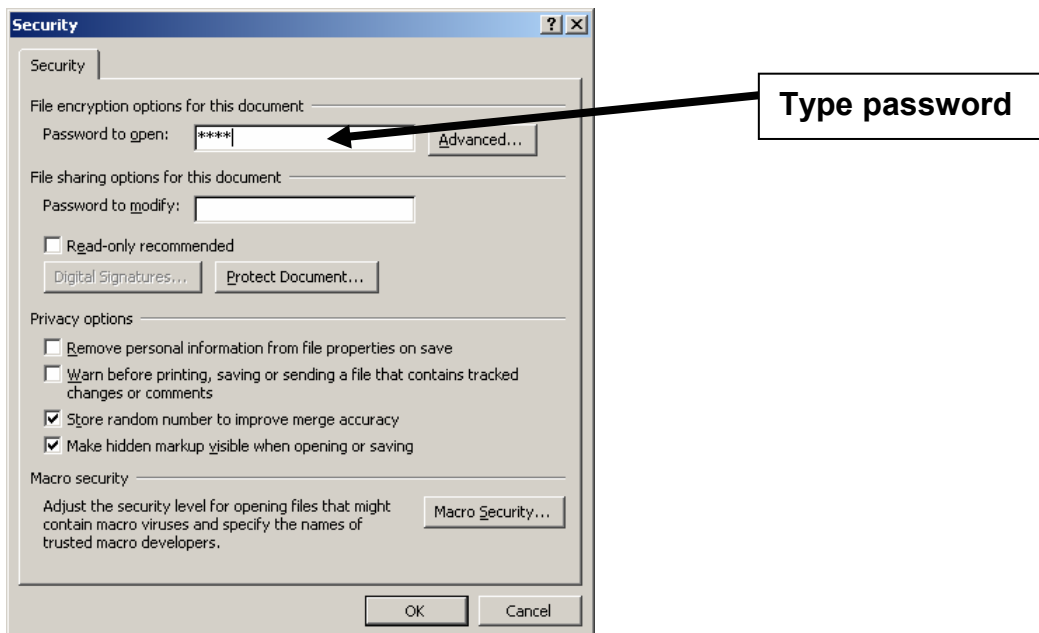 Security
Security
File encryption options for this document
Password to open: ****
Advanced...
Type password
File sharing options for this document
Password to modify:
Read-only recommended
Digital Signatures...
Protect Document...
Privacy options
Remove personal information from file properties on save
Warn before printing, saving or sending a file that contains tracked
changes or comments
Store random number to improve merge accuracy
Make hidden markup visible when opening or saving
Macro security
Adjust the security level for opening files that might
contain macro viruses and specify the names of
trusted macro developers.
Macro Security...
OK
Cancel